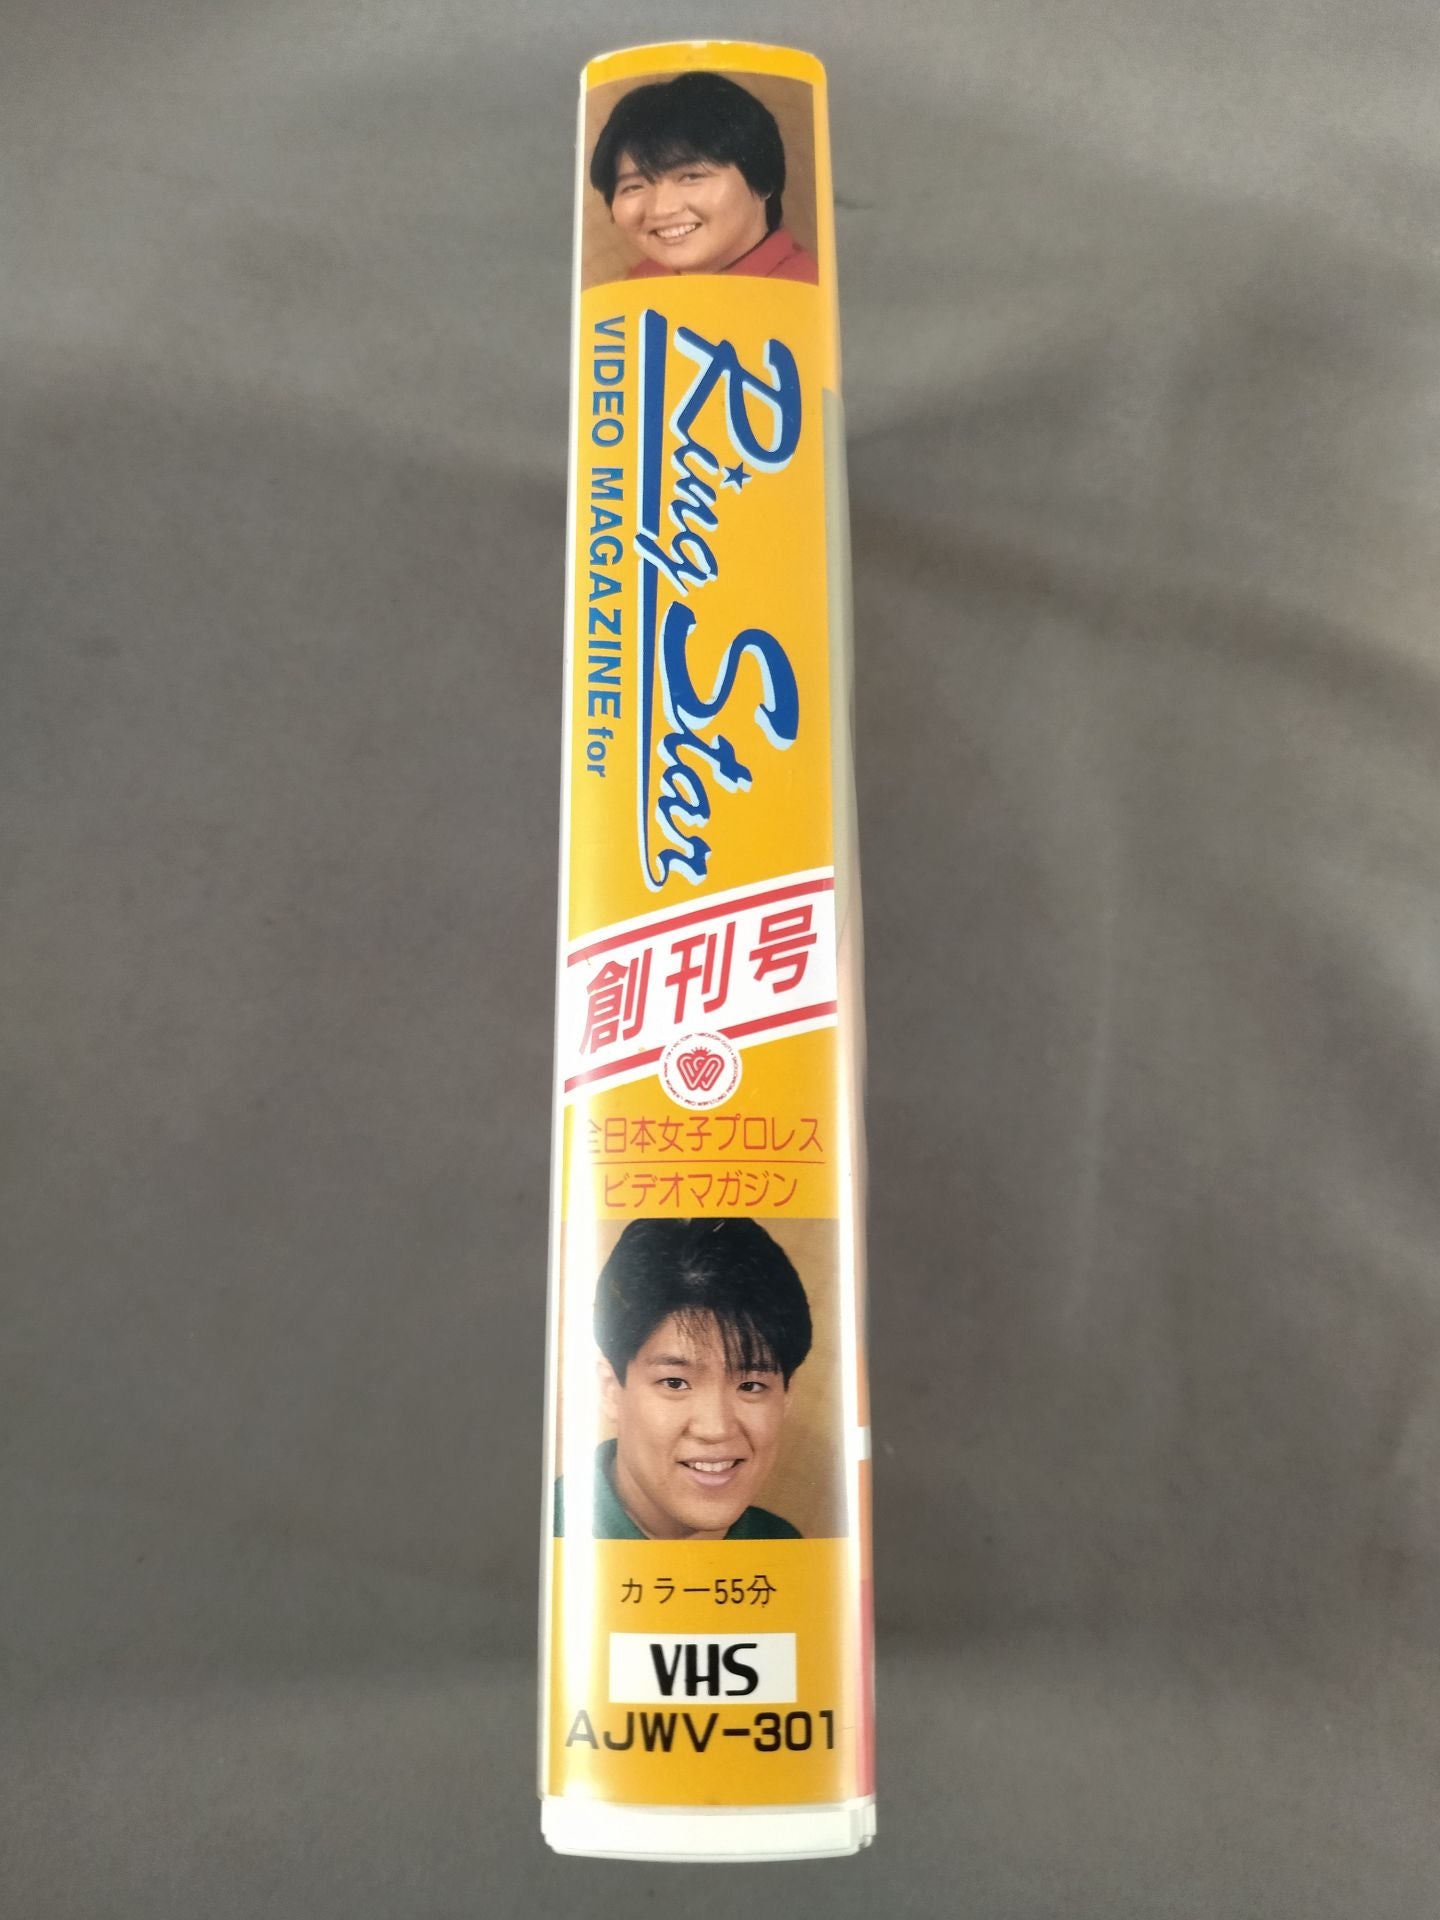 Ring Star
VIDEO MAGAZINE for
創刊号
全日本女子プロレス
ビデオマガジン
カラー55分
VHS
AJWV-301